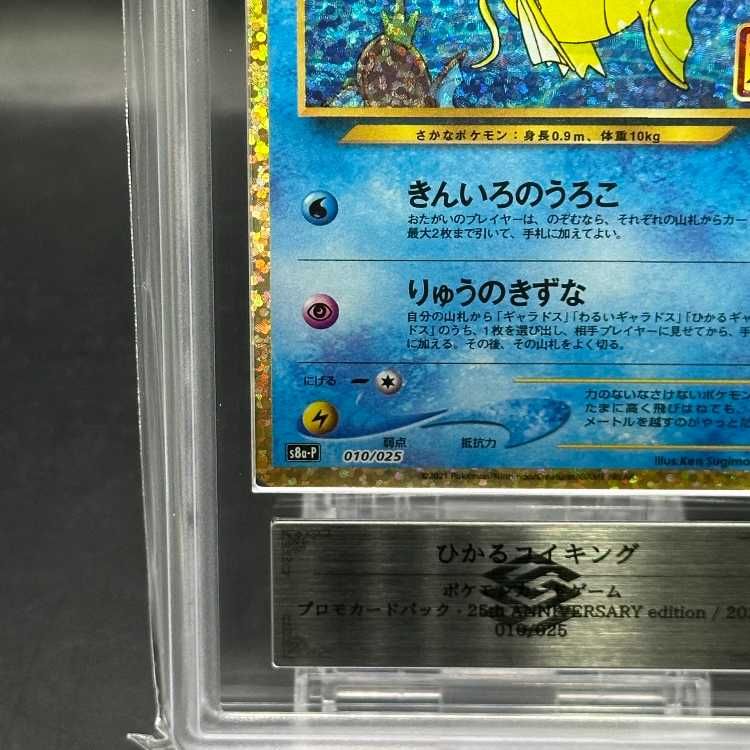 さかなポケモン：身長0.9m、体重10kg
きんいろのうろこ
おたがいのプレイヤーは、のぞむなら、それぞれの山札からカー
最大2枚まで引いて、手札に加えてよい。
りゅうのきずな
自分の山札から「ギャラドス」「わるいギャラドス」「ひかるギャ
ドス」のうち、1枚を選び出し、相手プレイヤーに見せてから、手
に加える。その後、その山札をよく切る。
にげる
力のないなさけないポケモン
たまに高く飛びはねても、
メートルを越すのがやっとだ
弱点 抵抗力
s8a-P 010/025
Illus.Ken Sugimo
ひかるコイキング
ポケモンカードゲーム
プロモカードパック・25th ANNIVERSARY edition / 20
010/025